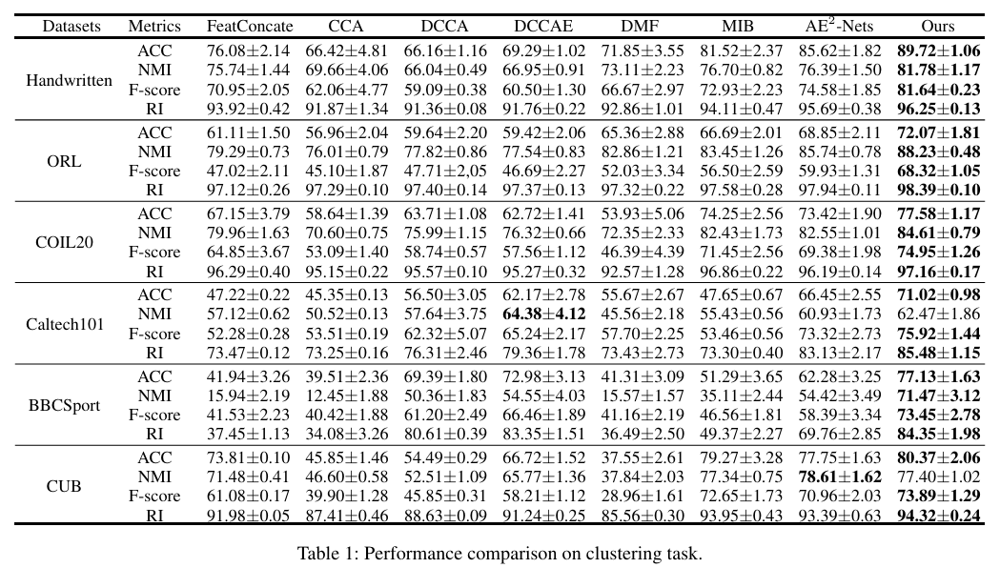 Datasets Metrics FeatConcate CCA DCCA DCCAE DMF MIB AE²-Nets Ours
ACC 76.08±2.14 66.42±4.81 66.16±1.16 69.29±1.02 71.85±3.55 81.52±2.37 85.62±1.82 89.72±1.06
NMI 75.74±1.44 69.66±4.06 66.04±0.49 66.95±0.91 73.11±2.23 76.70±0.82 76.39±1.50 81.78±1.17
Handwritten
F-score 70.95±2.05 62.06±4.77 59.09±0.38 60.50±1.30 66.67±2.97 72.93±2.23 74.58±1.85 81.64±0.23
RI 93.92±0.42 91.87±1.34 91.36±0.08 91.76±0.22 92.86±1.01 94.11±0.47 95.69±0.38 96.25±0.13
ACC 61.11±1.50 56.96±2.04 59.64±2.20 59.42±2.06 65.36±2.88 66.69±2.01 68.85±2.11 72.07±1.81
NMI 79.29±0.73 76.01±0.79 77.82±0.86 77.54±0.83 82.86±1.21 83.45±1.26 85.74±0.78 88.23±0.48
ORL
F-score 47.02±2.11 45.10±1.87 47.71±2,05 46.69±2.27 52.03±3.34 56.50±2.59 59.93±1.31 68.32±1.05
RI 97.12±0.26 97.29±0.10 97.40±0.14 97.37±0.13 97.32±0.22 97.58±0.28 97.94±0.11 98.39±0.10
ACC 67.15±3.79 58.64±1.39 63.71±1.08 62.72±1.41 53.93±5.06 74.25±2.56 73.42±1.90 77.58±1.17
NMI 79.96±1.63 70.60±0.75 75.99±1.15 76.32±0.66 72.35±2.33 82.43±1.73 82.55±1.01 84.61±0.79
COIL20
F-score 64.85±3.67 53.09±1.40 58.74±0.57 57.56±1.12 46.39±4.39 71.45±2.56 69.38±1.98 74.95±1.26
RI 96.29±0.40 95.15±0.22 95.57±0.10 95.27±0.32 92.57±1.28 96.86±0.22 96.19±0.14 97.16±0.17
ACC 47.22±0.22 45.35±0.13 56.50±3.05 62.17±2.78 55.67±2.67 47.65±0.67 66.45±2.55 71.02±0.98
NMI 57.12±0.62 50.52±0.13 57.64±3.75 64.38±4.12 45.56±2.18 55.43±0.56 60.93±1.73 62.47±1.86
Caltech101
F-score 52.28±0.28 53.51±0.19 62.32±5.07 65.24±2.17 57.70±2.25 53.46±0.56 73.32±2.73 75.92±1.44
RI 73.47±0.12 73.25±0.16 76.31±2.46 79.36±1.78 73.43±2.73 73.30±0.40 83.13±2.17 85.48±1.15
ACC 41.94±3.26 39.51±2.36 69.39±1.80 72.98±3.13 41.31±3.09 51.29±3.65 62.28±3.25 77.13±1.63
NMI 15.94±2.19 12.45±1.88 50.36±1.83 54.55±4.03 15.57±1.57 35.11±2.44 54.42±3.49 71.47±3.12
BBCSport
F-score 41.53±2.23 40.42±1.88 61.20±2.49 66.46±1.89 41.16±2.19 46.56±1.81 58.39±3.34 73.45±2.78
RI 37.45±1.13 34.08±3.26 80.61±0.39 83.35±1.51 36.49±2.50 49.37±2.27 69.76±2.85 84.35±1.98
ACC 73.81±0.10 45.85±1.46 54.49±0.29 66.72±1.52 37.55±2.61 79.27±3.28 77.75±1.63 80.37±2.06
NMI 71.48±0.41 46.60±0.58 52.51±1.09 65.77±1.36 37.84±2.03 77.34±0.75 78.61±1.62 77.40±1.02
CUB
F-score 61.08±0.17 39.90±1.28 45.85±0.31 58.21±1.12 28.96±1.61 72.65±1.73 70.96±2.03 73.89±1.29
RI 91.98±0.05 87.41±0.46 88.63±0.09 91.24±0.25 85.56±0.30 93.95±0.43 93.39±0.63 94.32±0.24
Table 1: Performance comparison on clustering task.